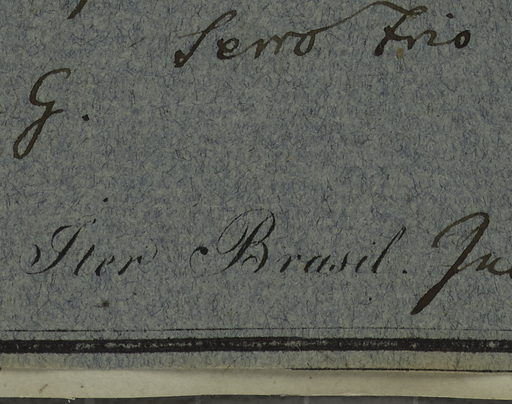 Serro Frio
G.
Iter Brasil.